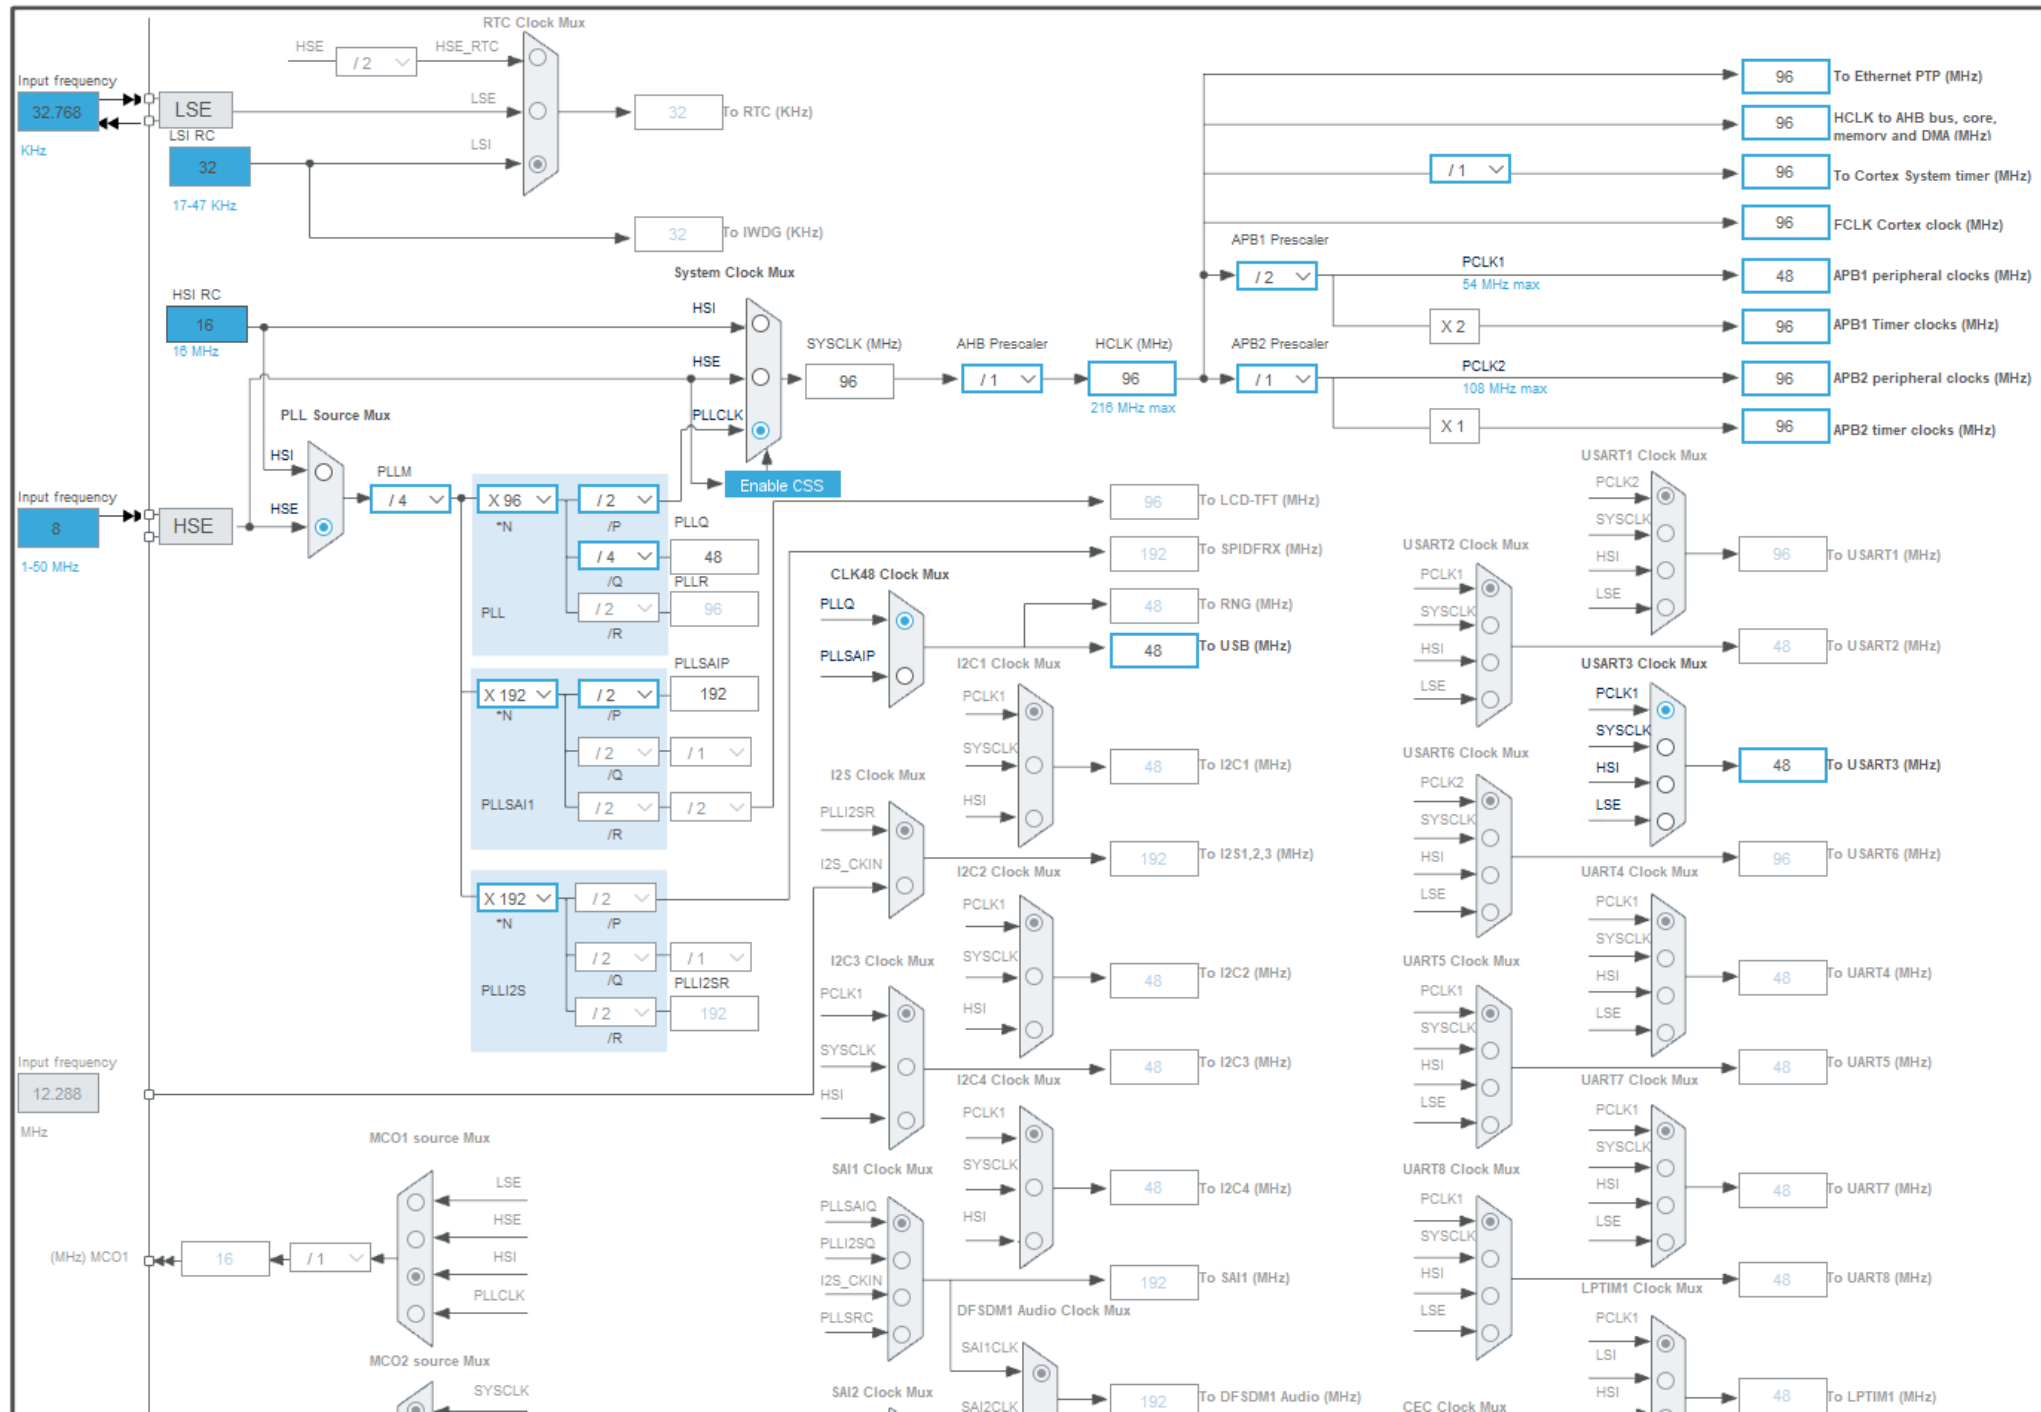 RTC Clock Mux
HSE
/ 2
HSE_RTC
Input frequency
32.768
KHz
LSE
LSE
32
To RTC (KHz)
LSI RC
32
17-47 KHz
LSI
32
To IWDG (KHz)
96
To Ethernet PTP (MHz)
96
HCLK to AHB bus, core,
memory and DMA (MHz)
/ 1
96
To Cortex System timer (MHz)
96
FCLK Cortex clock (MHz)
APB1 Prescaler
/ 2
PCLK1
54 MHz max
48
APB1 peripheral clocks (MHz)
X 2
96
APB1 Timer clocks (MHz)
System Clock Mux
HSI RC
16
16 MHz
HSI
HSE
PLLCLK
SYSCLK (MHz)
96
AHB Prescaler
/ 1
HCLK (MHz)
96
216 MHz max
APB2 Prescaler
/ 1
PCLK2
108 MHz max
96
APB2 peripheral clocks (MHz)
X 1
96
APB2 timer clocks (MHz)
Enable CSS
PLL Source Mux
HSI
HSE
Input frequency
8
1-50 MHz
HSE
PLLM
/ 4
X 96
*N
/ 2
/P
PLLQ
/ 4
48
/Q
PLLR
/ 2
96
/R
PLL
PLLSAIP
X 192
*N
/ 2
192
/P
/ 2
/ 1
/Q
PLLSAI1
/ 2
/ 2
/R
X 192
*N
/ 2
/P
/ 2
/ 1
/Q
PLLI2S
PLLI2SR
/ 2
192
/R
96
To LCD-TFT (MHz)
192
To SPIDFRX (MHz)
CLK48 Clock Mux
PLLQ
PLLSAIP
48
To RNG (MHz)
48
To USB (MHz)
I2C1 Clock Mux
PCLK1
SYSCLK
HSI
48
To I2C1 (MHz)
I2S Clock Mux
PLLI2SR
I2S_CKIN
192
To I2S1,2,3 (MHz)
I2C2 Clock Mux
PCLK1
SYSCLK
HSI
48
To I2C2 (MHz)
I2C3 Clock Mux
PCLK1
SYSCLK
HSI
48
To I2C3 (MHz)
I2C4 Clock Mux
PCLK1
SYSCLK
HSI
48
To I2C4 (MHz)
SAI1 Clock Mux
PLLSAIQ
PLLI2SQ
I2S_CKIN
PLLSRC
192
To SAI1 (MHz)
DFSDM1 Audio Clock Mux
SAI1CLK
SAI2CLK
192
To DFSDM1 Audio (MHz)
SAI2 Clock Mux
Input frequency
12.288
MHz
MCO1 source Mux
LSE
HSE
HSI
PLLCLK
(MHz) MCO1
16
/ 1
MCO2 source Mux
SYSCLK
USART1 Clock Mux
PCLK2
SYSCLK
HSI
LSE
96
To USART1 (MHz)
USART2 Clock Mux
PCLK1
SYSCLK
HSI
LSE
48
To USART2 (MHz)
USART3 Clock Mux
PCLK1
SYSCLK
HSI
LSE
48
To USART3 (MHz)
USART6 Clock Mux
PCLK2
SYSCLK
HSI
LSE
96
To USART6 (MHz)
UART4 Clock Mux
PCLK1
SYSCLK
HSI
LSE
48
To UART4 (MHz)
UART5 Clock Mux
PCLK1
SYSCLK
HSI
LSE
48
To UART5 (MHz)
UART7 Clock Mux
PCLK1
SYSCLK
HSI
LSE
48
To UART7 (MHz)
UART8 Clock Mux
PCLK1
SYSCLK
HSI
LSE
48
To UART8 (MHz)
LPTIM1 Clock Mux
PCLK1
LSI
HSI
48
To LPTIM1 (MHz)
CEC Clock Mux